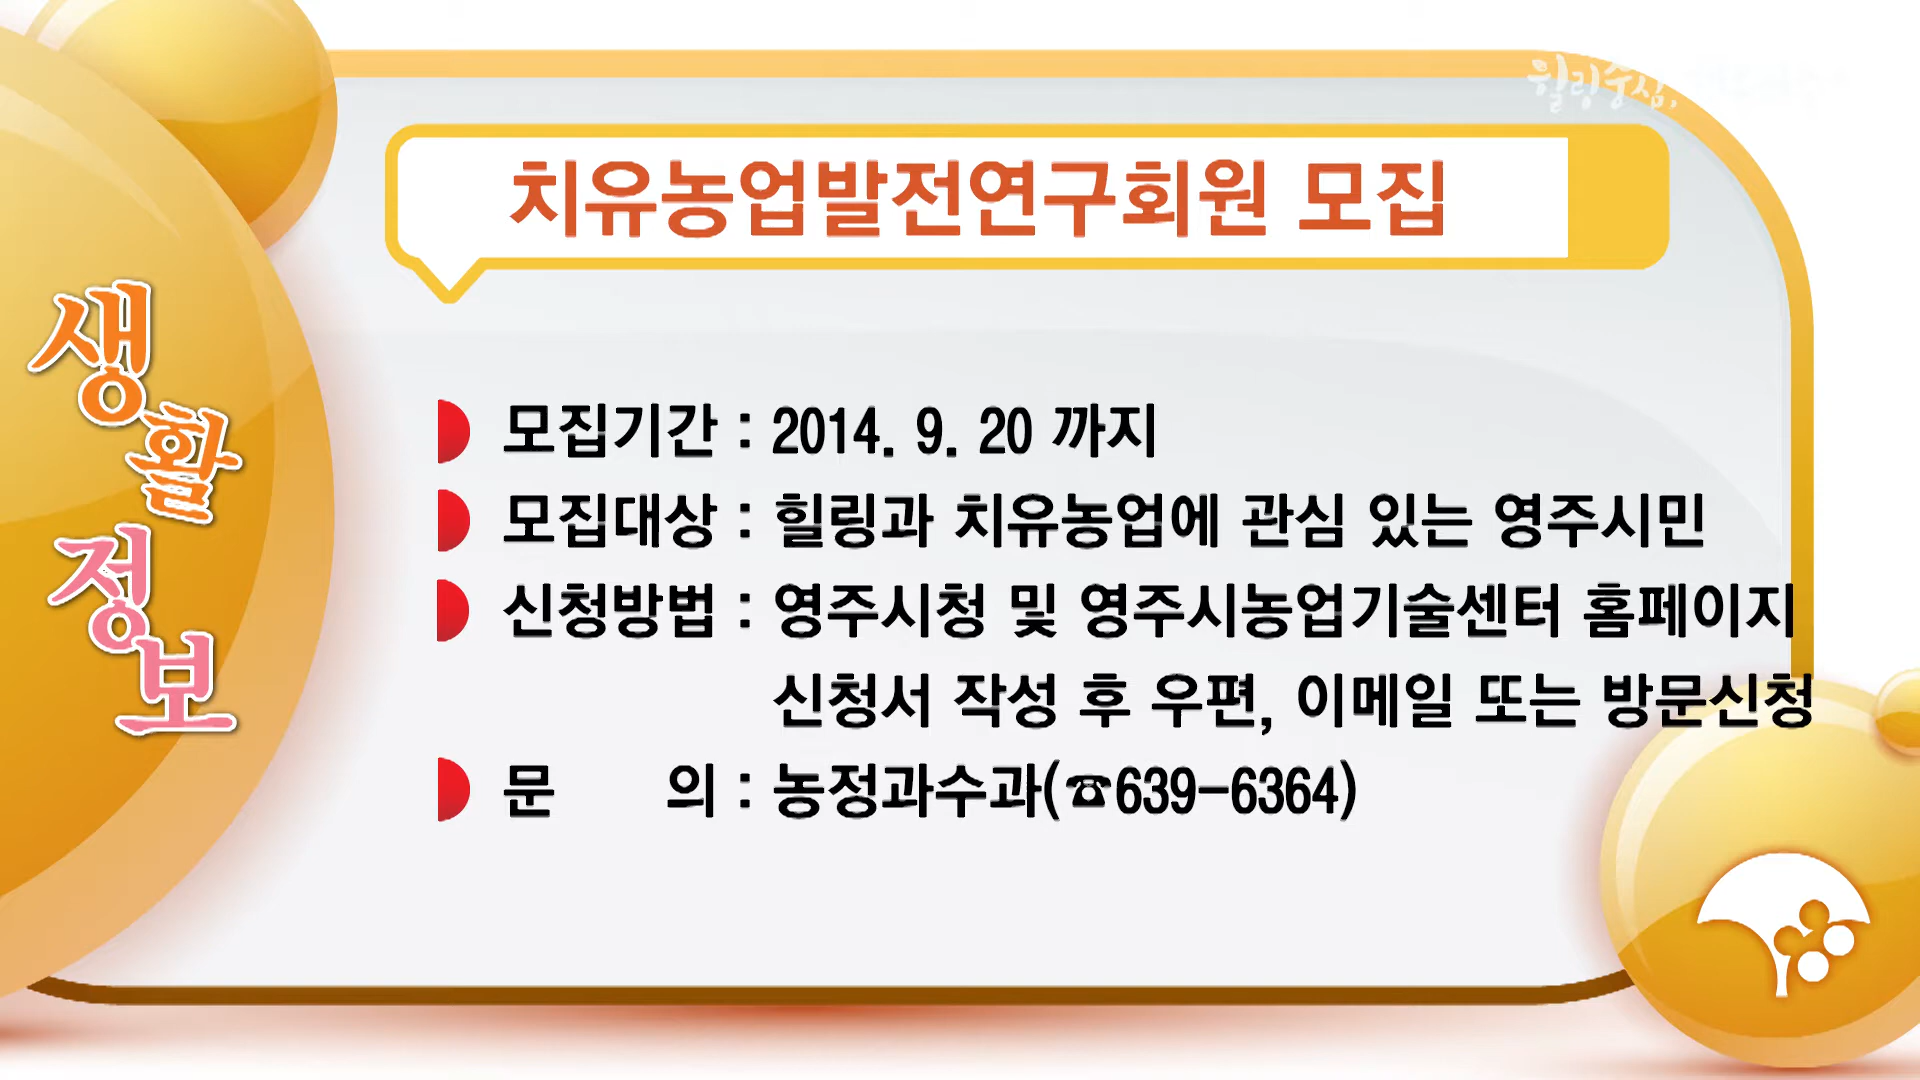 힐링중심,
치유농업발전연구회원 모집
생활
정보
모집기간 : 2014. 9. 20 까지
모집대상 : 힐링과 치유농업에 관심 있는 영주시민
신청방법 : 영주시청 및 영주시농업기술센터 홈페이지
신청서 작성 후 우편, 이메일 또는 방문신청
문 의 : 농정과수과(☎639-6364)